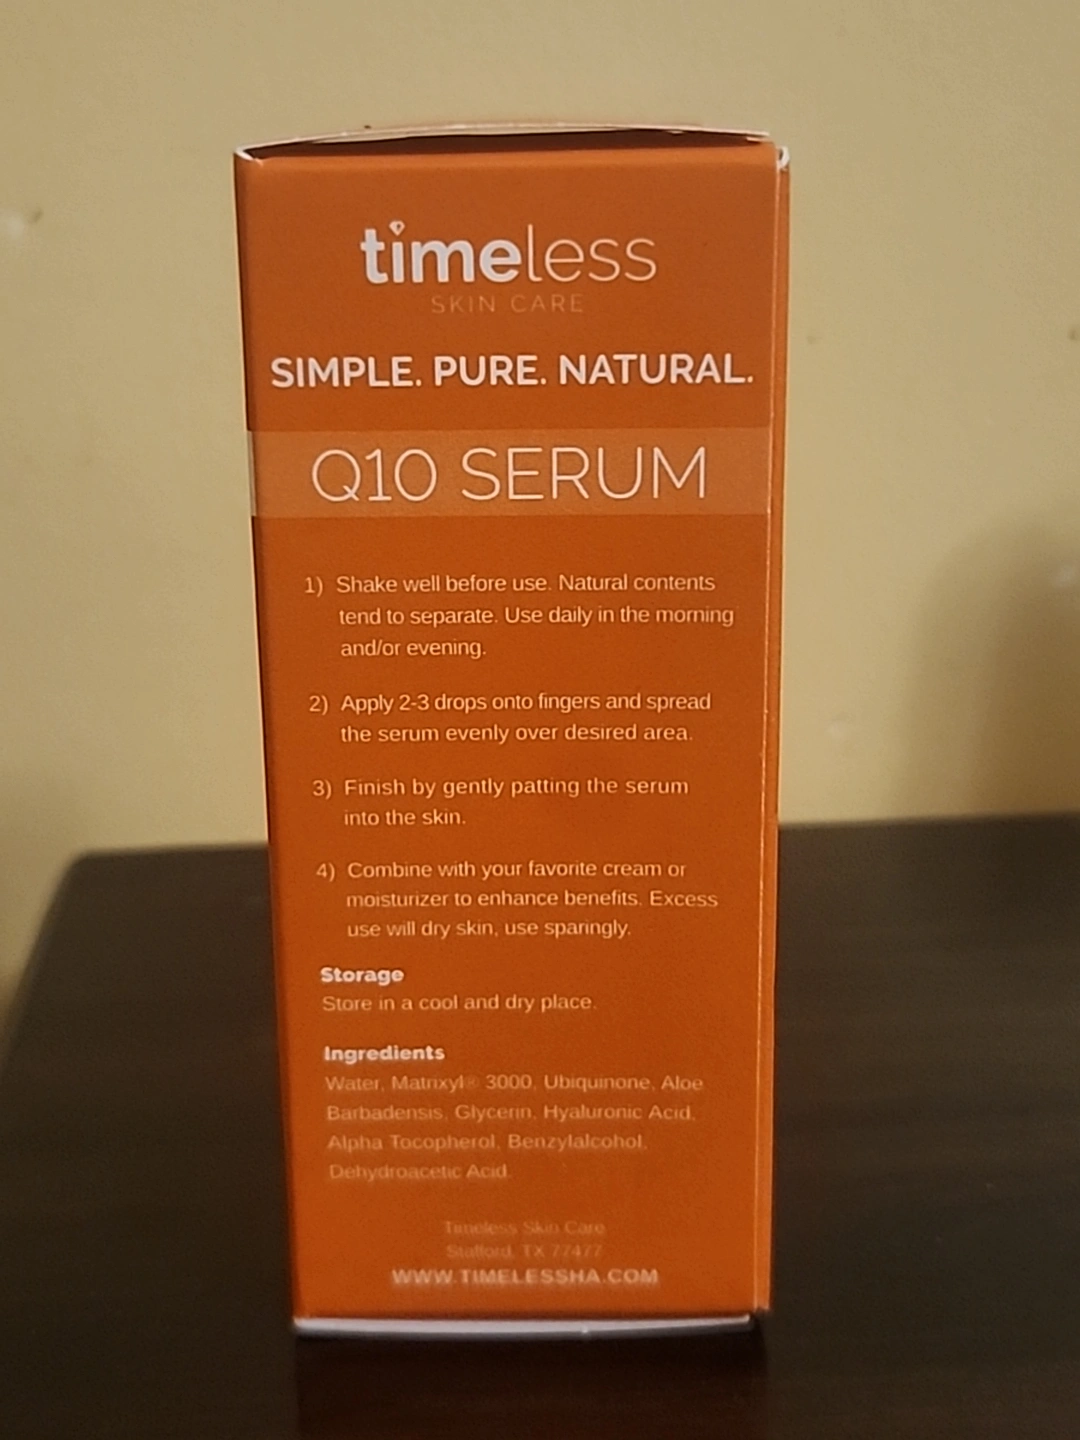 timeless
SKIN CARE
SIMPLE. PURE. NATURAL.
Q10 SERUM
1) Shake well before use. Natural contents
tend to separate. Use daily in the morning
and/or evening.
2) Apply 2-3 drops onto fingers and spread
the serum evenly over desired area.
3) Finish by gently patting the serum
into the skin.
4) Combine with your favorite cream or
moisturizer to enhance benefits. Excess
use will dry skin, use sparingly.
Storage
Store in a cool and dry place.
Ingredients
Water, Matrixyl® 3000, Ubiquinone, Aloe
Barbadensis, Glycerin, Hyaluronic Acid,
Alpha Tocopherol, Benzylalcohol,
Dehydroacetic Acid.
Timeless Skin Care
Stafford, TX 77477
WWW.TIMELESSHA.COM